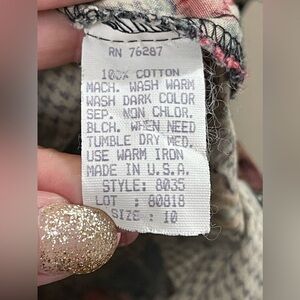 RN 76287
100% COTTON
MACH. WASH WARM
WASH DARK COLOR
SEP. NON CHLOR.
BLCH. WHEN NEED
TUMBLE DRY MED.
USE WARM IRON
MADE IN U.S.A.
STYLE: 8035
LOT : 80818
SIZE : 10